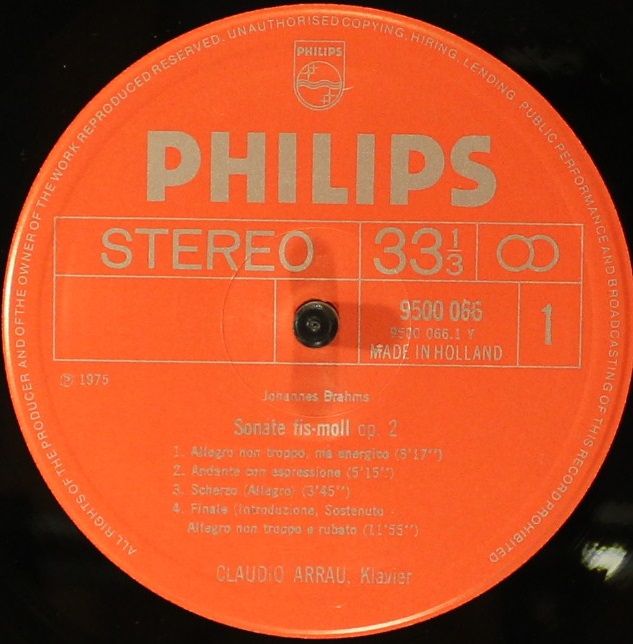 ALL RIGHTS OF THE PRODUCER AND OF THE OWNER OF THE WORK REPRODUCED RESERVED. UNAUTHORISED COPYING, HIRING, LENDING, PUBLIC PERFORMANCE AND BROADCASTING OF THIS RECORD PROHIBITED
PHILIPS
PHILIPS
STEREO 33 1/3
9500 066 1
9500 066.1 Y
MADE IN HOLLAND
℗ 1975
Johannes Brahms
Sonate fis-moll op. 2
1. Allegro non troppo, ma energico (6'17'')
2. Andante con espressione (5'15'')
3. Scherzo (Allegro) (3'45'')
4. Finale (Introduzione, Sostenuto -
Allegro non troppo e rubato (11'55'')
CLAUDIO ARRAU, Klavier